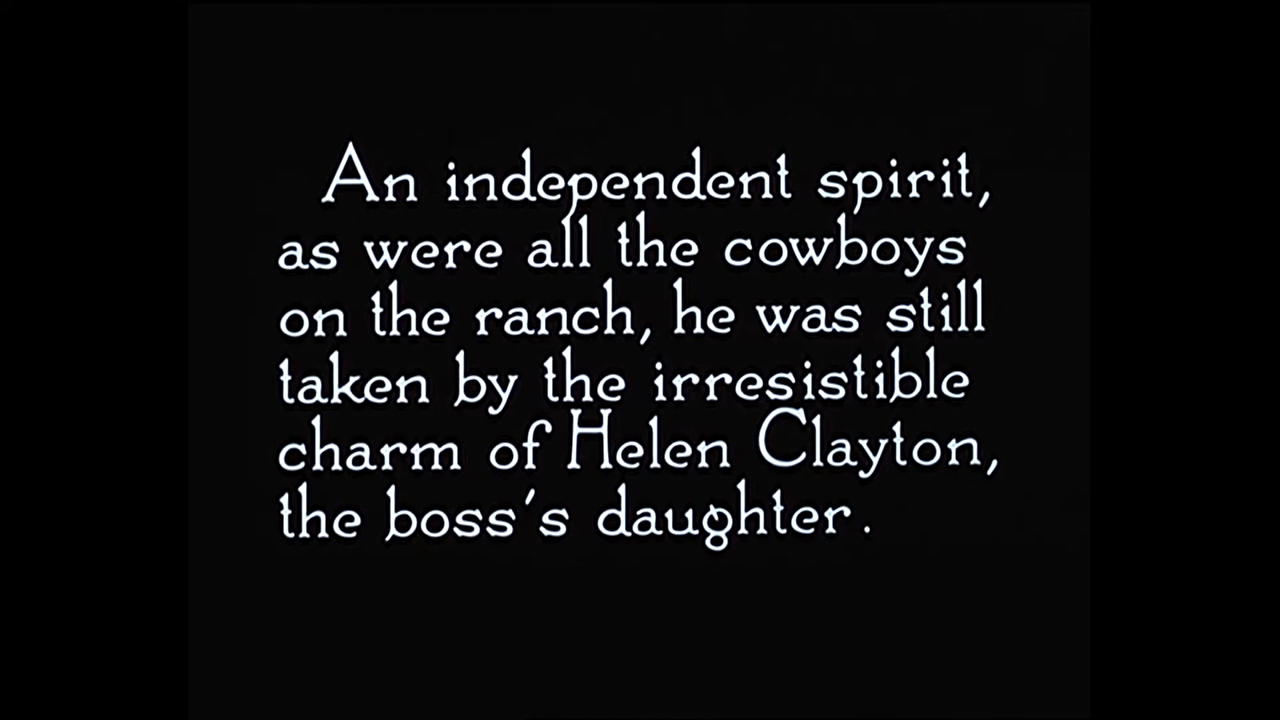 An independent spirit,
as were all the cowboys
on the ranch, he was still
taken by the irresistible
charm of Helen Clayton,
the boss's daughter.